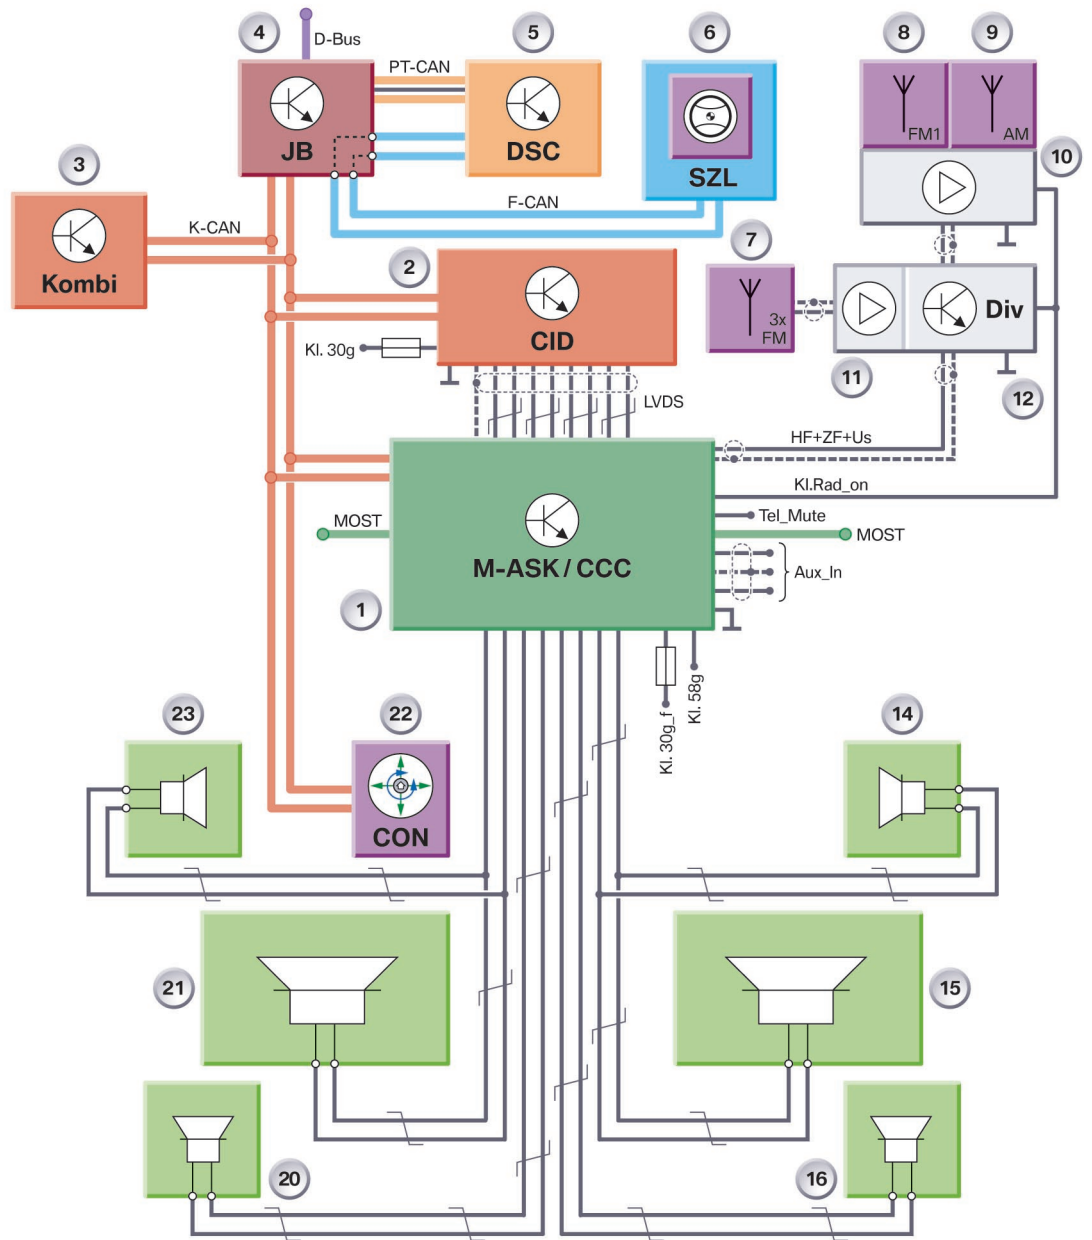 4
5
6
8
9
D-Bus
PT-CAN
FM1
AM
JB
DSC
SZL
10
3
F-CAN
K-CAN
7
2
Kombi
Div
3x
FM
CID
Kl. 30g
11
12
LVDS
HF+ZF+Us
Kl.Rad_on
Tel_Mute
MOST
MOST
M-ASK / CCC
Aux_In
1
Kl. 30g_f
Kl. 58g
23
22
14
CON
21
15
20
16